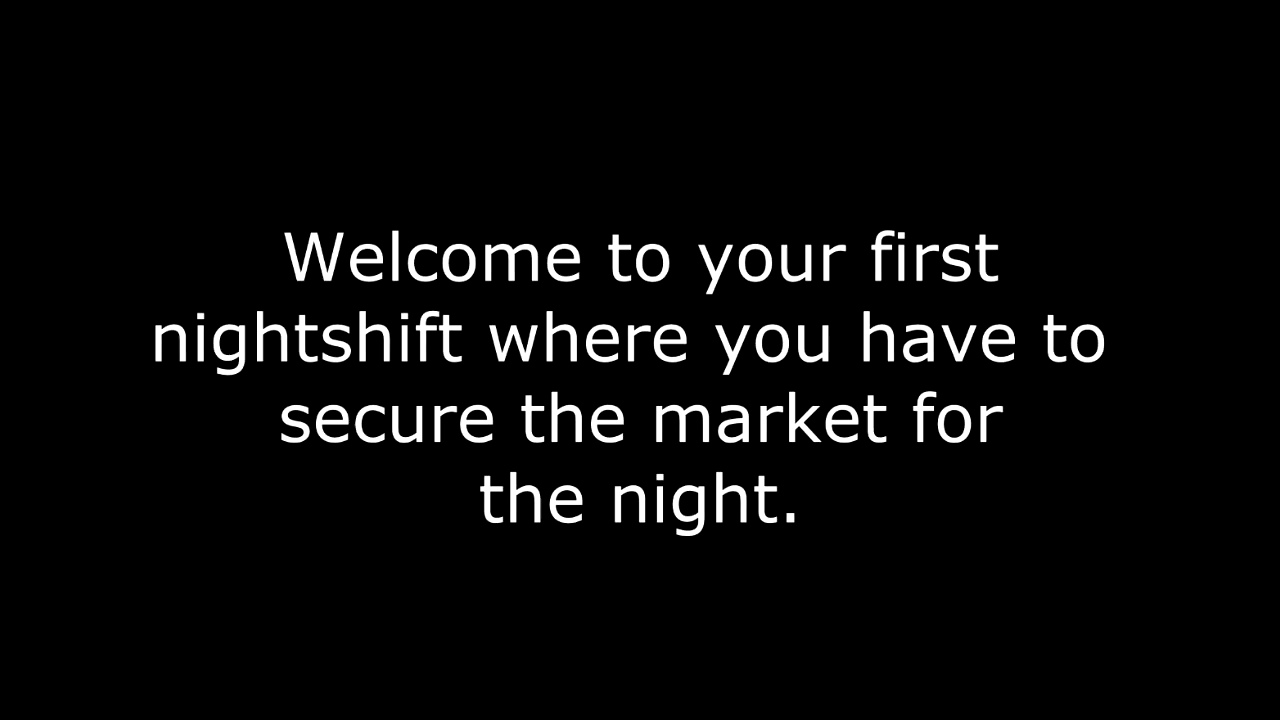 Welcome to your first
nightshift where you have to
secure the market for
the night.